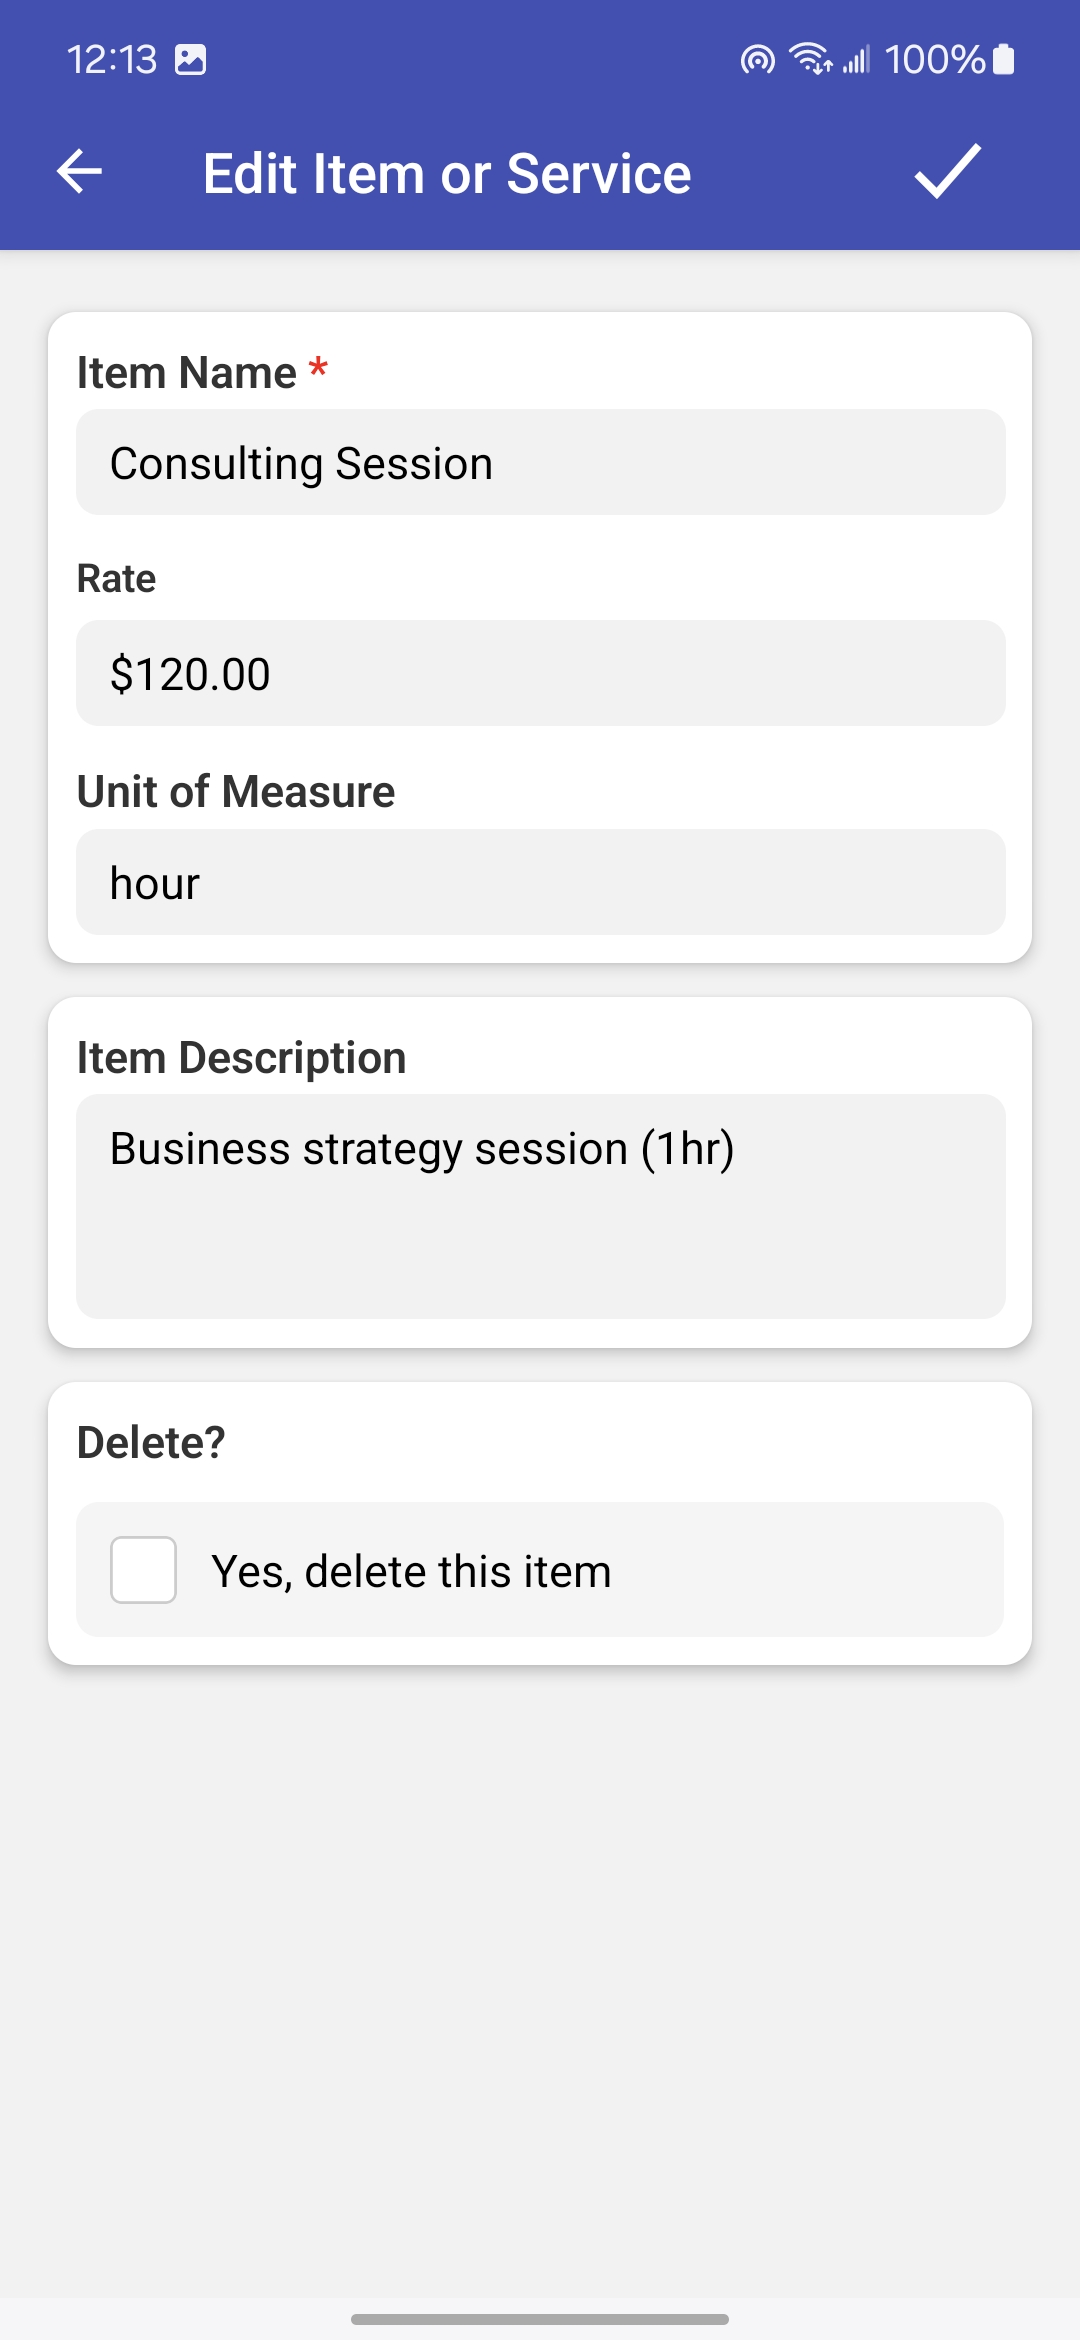 12:13 100%
Edit Item or Service
Item Name *
Consulting Session
Rate
$120.00
Unit of Measure
hour
Item Description
Business strategy session (1hr)
Delete?
Yes, delete this item